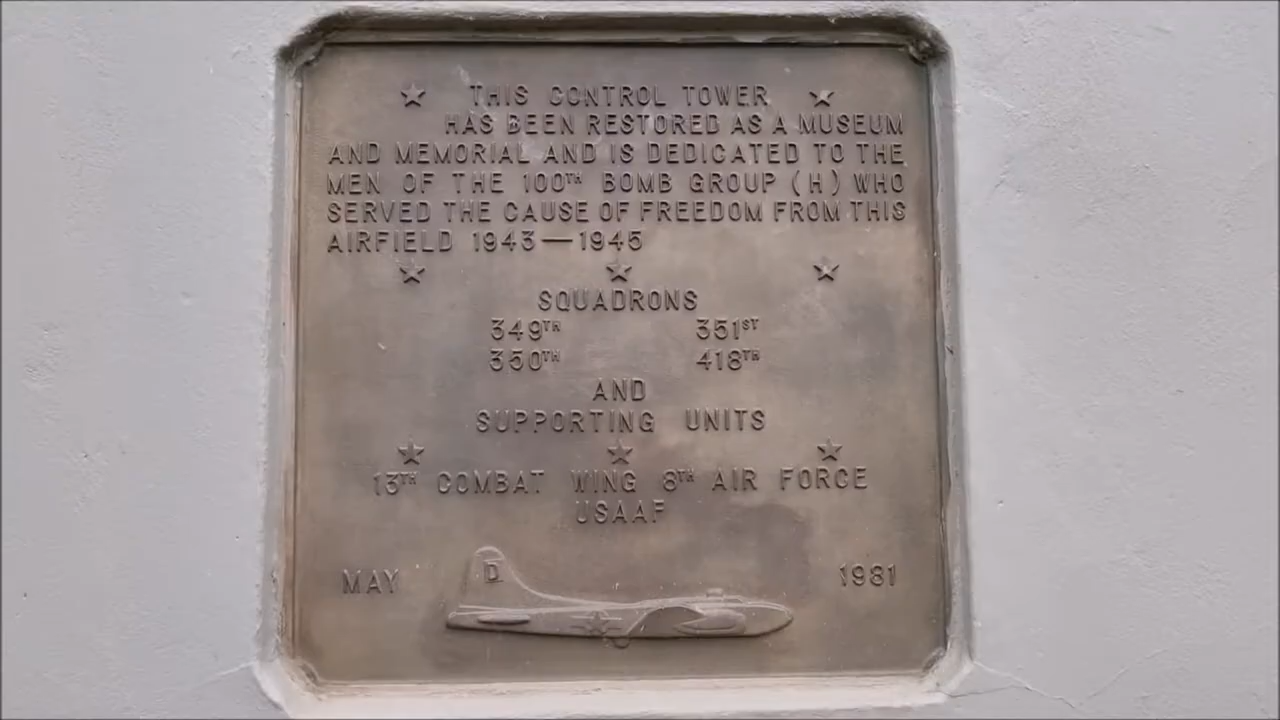 THIS CONTROL TOWER
HAS BEEN RESTORED AS A MUSEUM
AND MEMORIAL AND IS DEDICATED TO THE
MEN OF THE 100TH BOMB GROUP (H) WHO
SERVED THE CAUSE OF FREEDOM FROM THIS
AIRFIELD 1943—1945
SQUADRONS
349TH 351ST
350TH 418TH
AND
SUPPORTING UNITS
13TH COMBAT WING 8TH AIR FORCE
USAAF
MAY 1981
D